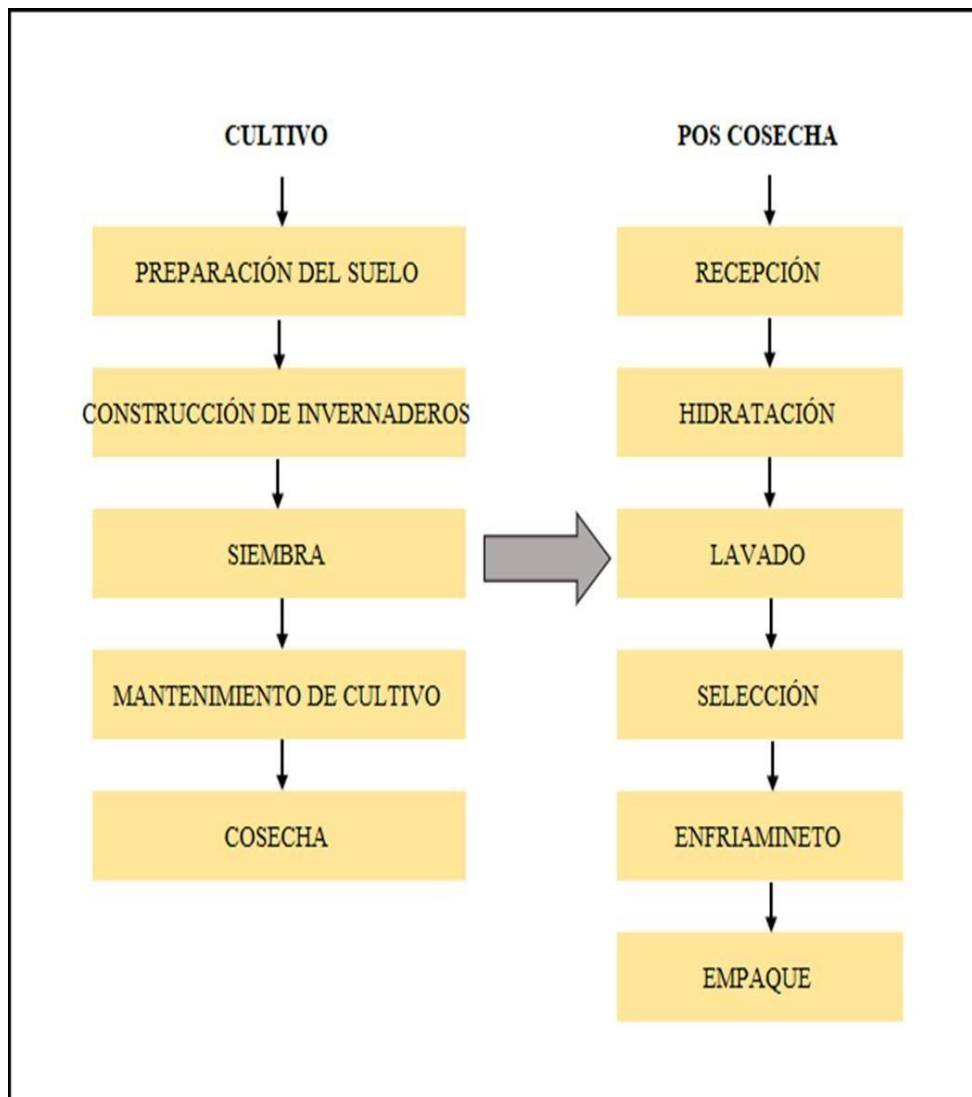 CULTIVO
PREPARACIÓN DEL SUELO
CONSTRUCCIÓN DE INVERNADEROS
SIEMBRA
MANTENIMIENTO DE CULTIVO
COSECHA
POS COSECHA
RECEPCIÓN
HIDRATACIÓN
LAVADO
SELECCIÓN
ENFRIAMINETO
EMPAQUE